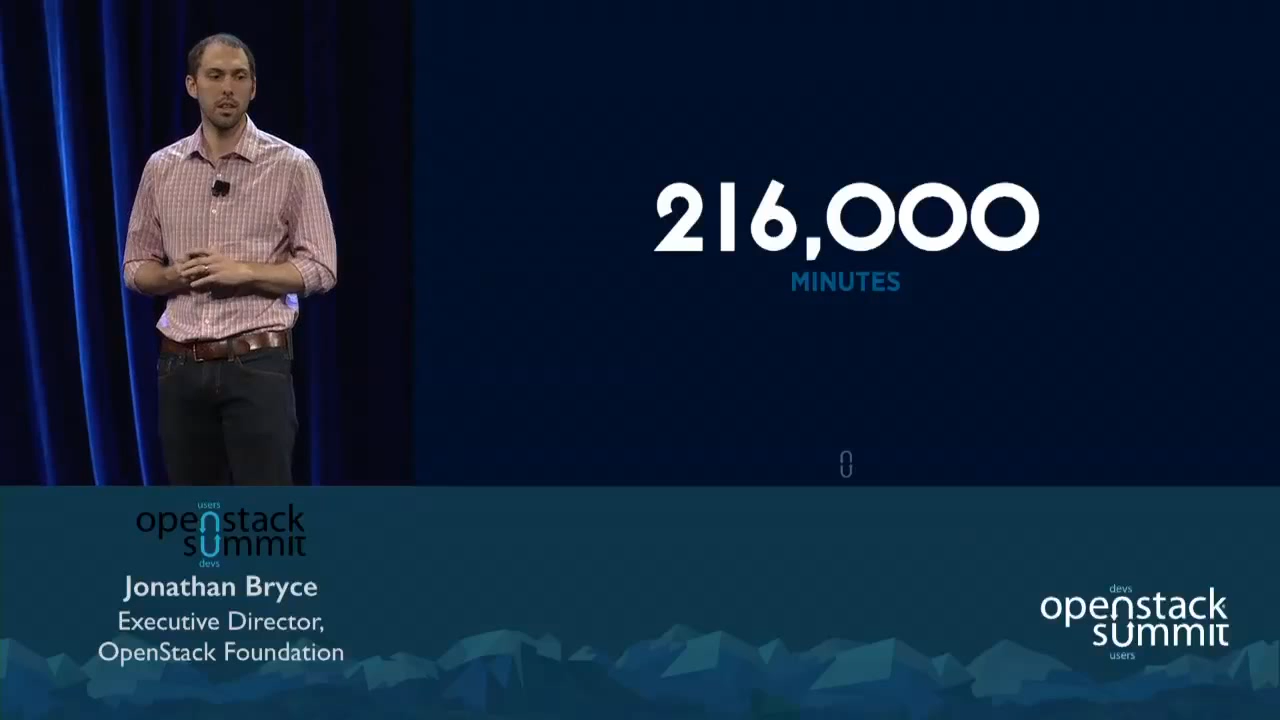 216,000
MINUTES
users
openstack
summit
devs
Jonathan Bryce
Executive Director,
OpenStack Foundation
devs
openstack
summit
users